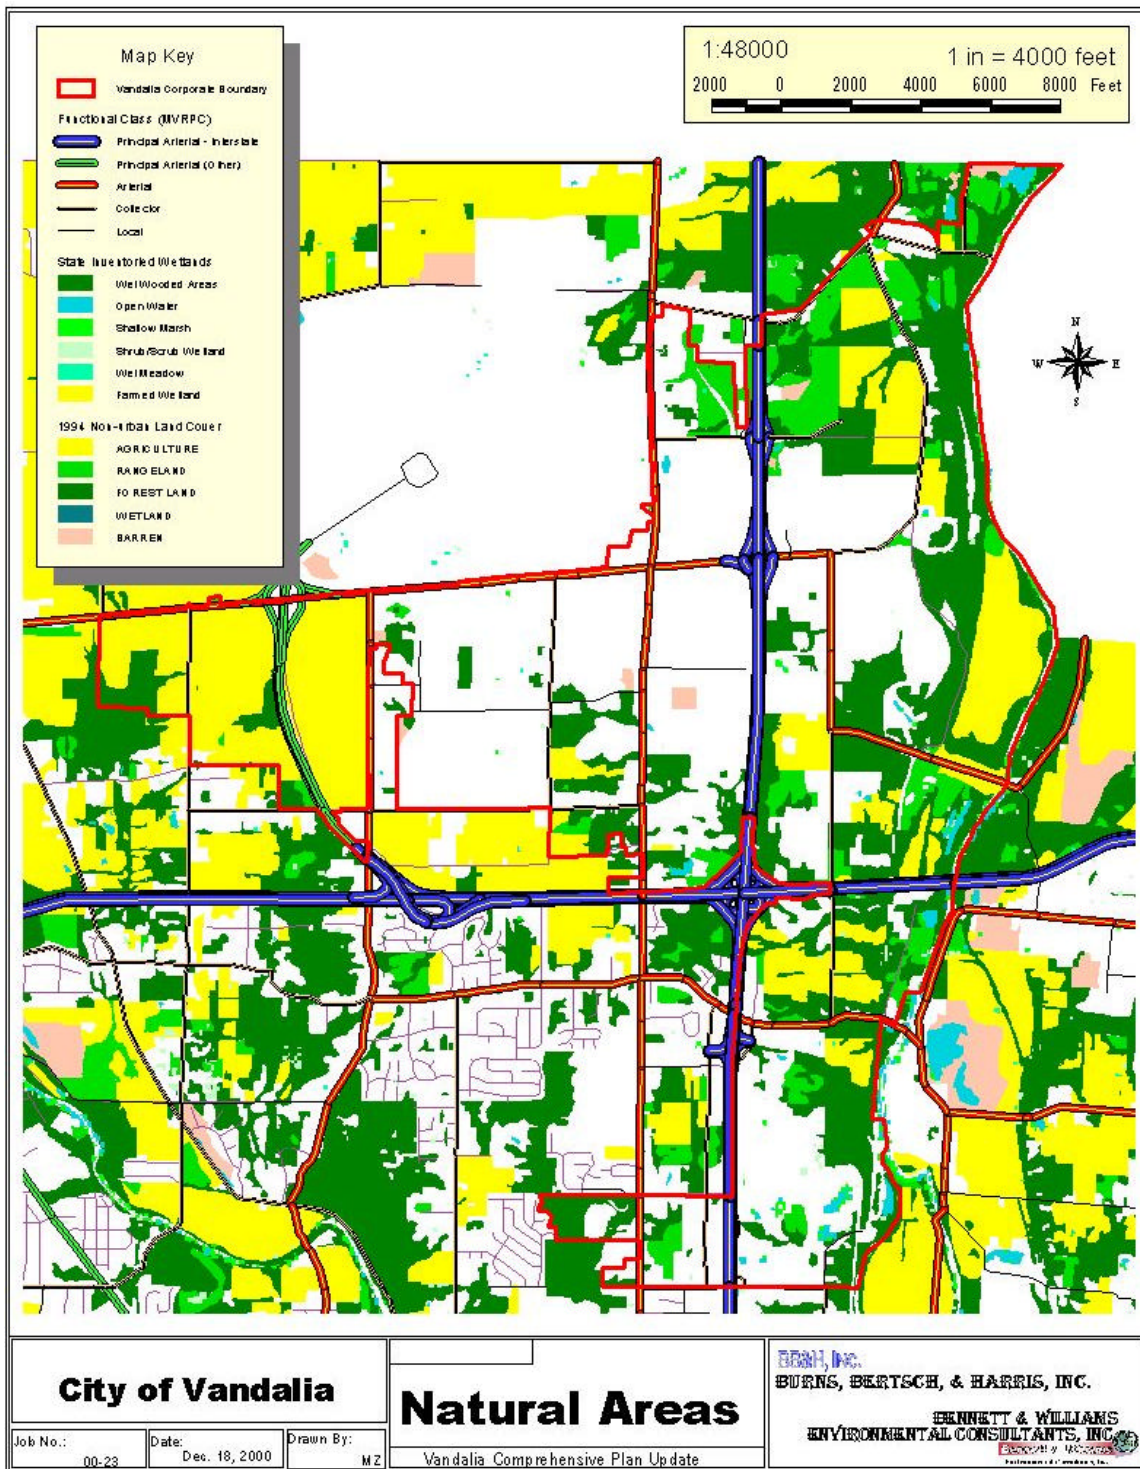 Map Key
Vandalia Corporate Boundary
Functional Class (MVRPC)
Principal Arterial - Interstate
Principal Arterial (Other)
Arterial
Collector
Local
State Inventoried Wetlands
Wet Wooded Areas
Open Water
Shallow Marsh
Shrub/Scrub Wetland
Wet Meadow
Farmed Wetland
1994 Non-urban Land Cover
AGRICULTURE
RANGELAND
FOREST LAND
WETLAND
BARREN
1:48000 1 in = 4000 feet
2000 0 2000 4000 6000 8000 Feet
N
W E
S
City of Vandalia
Job No.: 00-23
Date: Dec. 18, 2000
Drawn By: MZ
Natural Areas
Vandalia Comprehensive Plan Update
BB&H, INC.
BURNS, BERTSCH, & HARRIS, INC.
BENNETT & WILLIAMS
ENVIRONMENTAL CONSULTANTS, INC